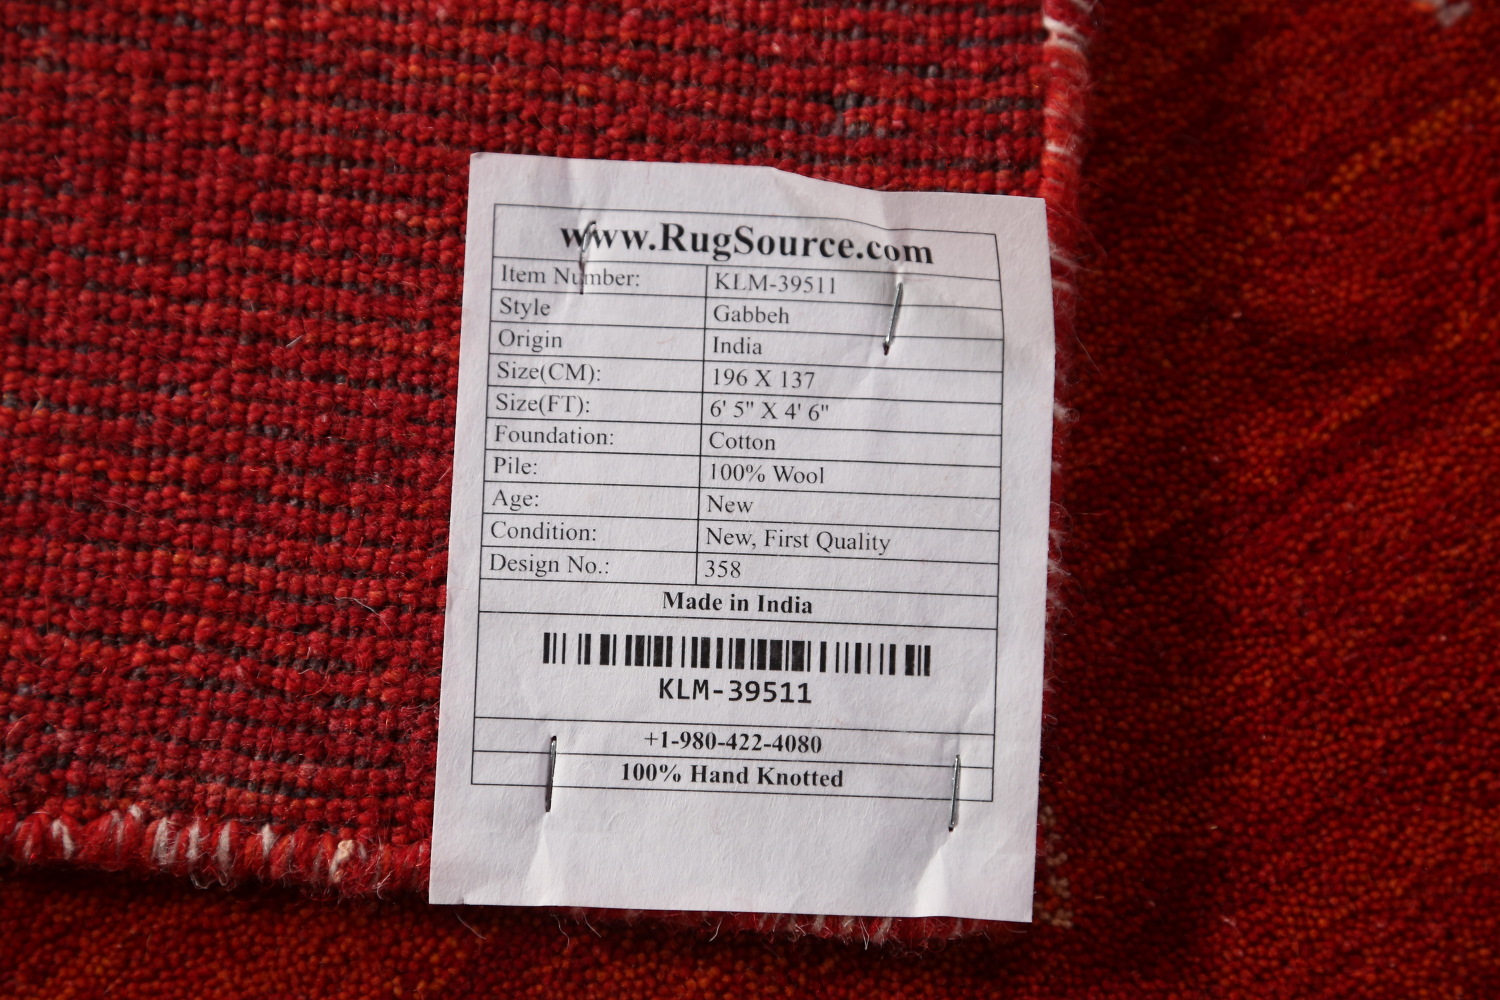 www.RugSource.com
Item Number: KLM-39511
Style Gabbeh
Origin India
Size(CM): 196 X 137
Size(FT): 6' 5" X 4' 6"
Foundation: Cotton
Pile: 100% Wool
Age: New
Condition: New, First Quality
Design No.: 358
Made in India
KLM-39511
+1-980-422-4080
100% Hand Knotted